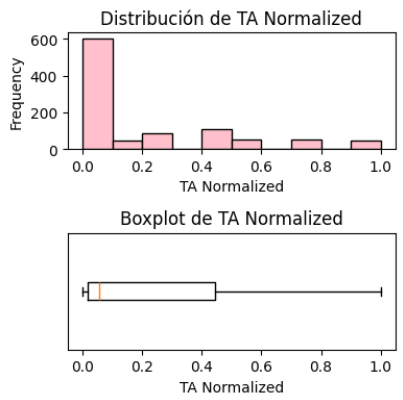 Distribución de TA Normalized
Frequency
600
400
200
0
0.0 0.2 0.4 0.6 0.8 1.0
TA Normalized
Boxplot de TA Normalized
0.0 0.2 0.4 0.6 0.8 1.0
TA Normalized